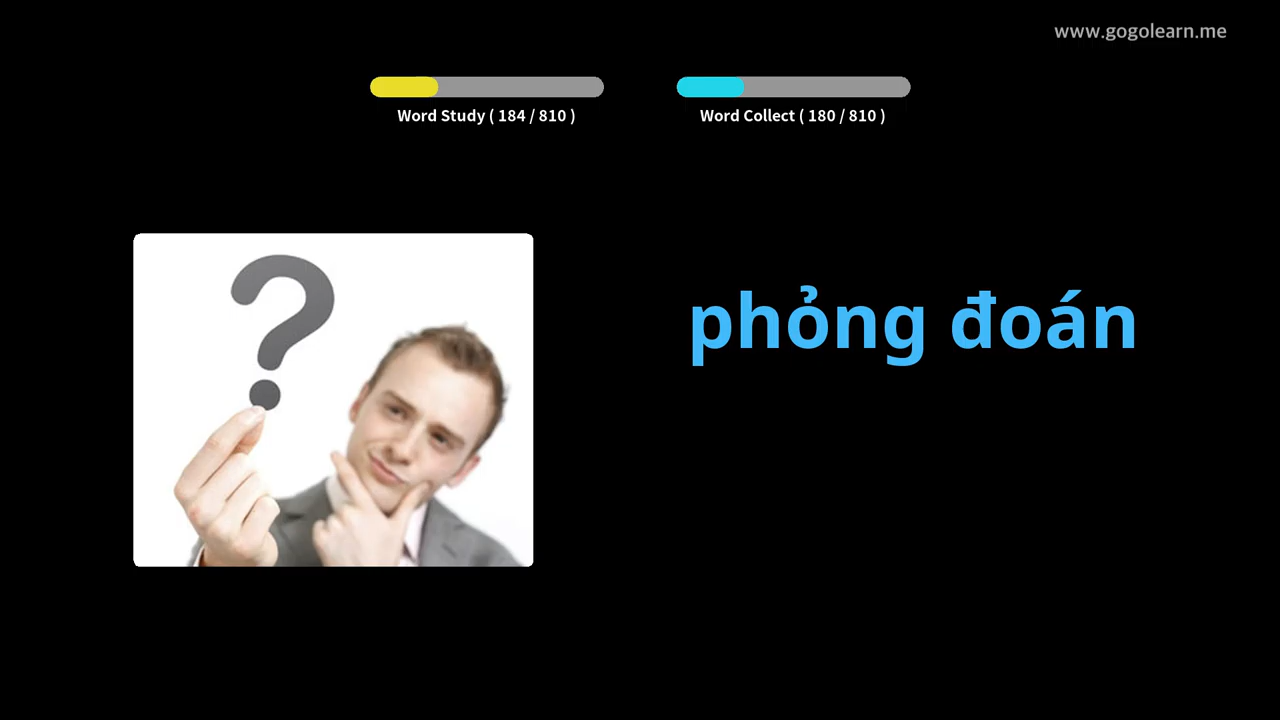 www.gogolearn.me
Word Study ( 184 / 810 )
Word Collect ( 180 / 810 )
?
phỏng đoán